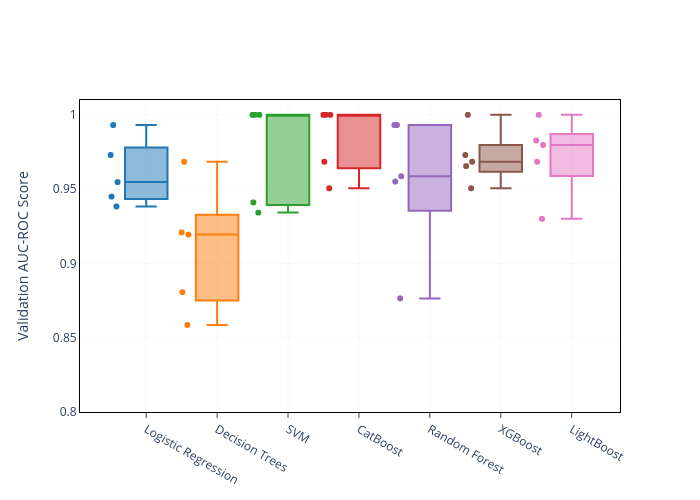 Validation AUC-ROC Score
1
0.95
0.9
0.85
0.8
Logistic Regression
Decision Trees
SVM
CatBoost
Random Forest
XGBoost
LightBoost